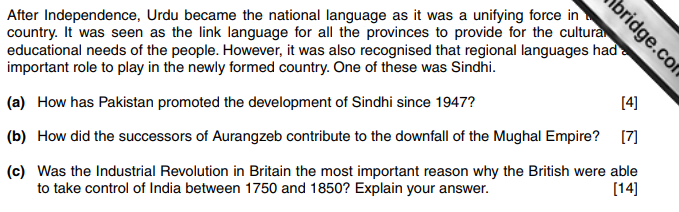 After Independence, Urdu became the national language as it was a unifying force in
country. It was seen as the link language for all the provinces to provide for the cultural
educational needs of the people. However, it was also recognised that regional languages had
important role to play in the newly formed country. One of these was Sindhi.
(a) How has Pakistan promoted the development of Sindhi since 1947? [4]
(b) How did the successors of Aurangzeb contribute to the downfall of the Mughal Empire? [7]
(c) Was the Industrial Revolution in Britain the most important reason why the British were able
to take control of India between 1750 and 1850? Explain your answer. [14]
bridge.com